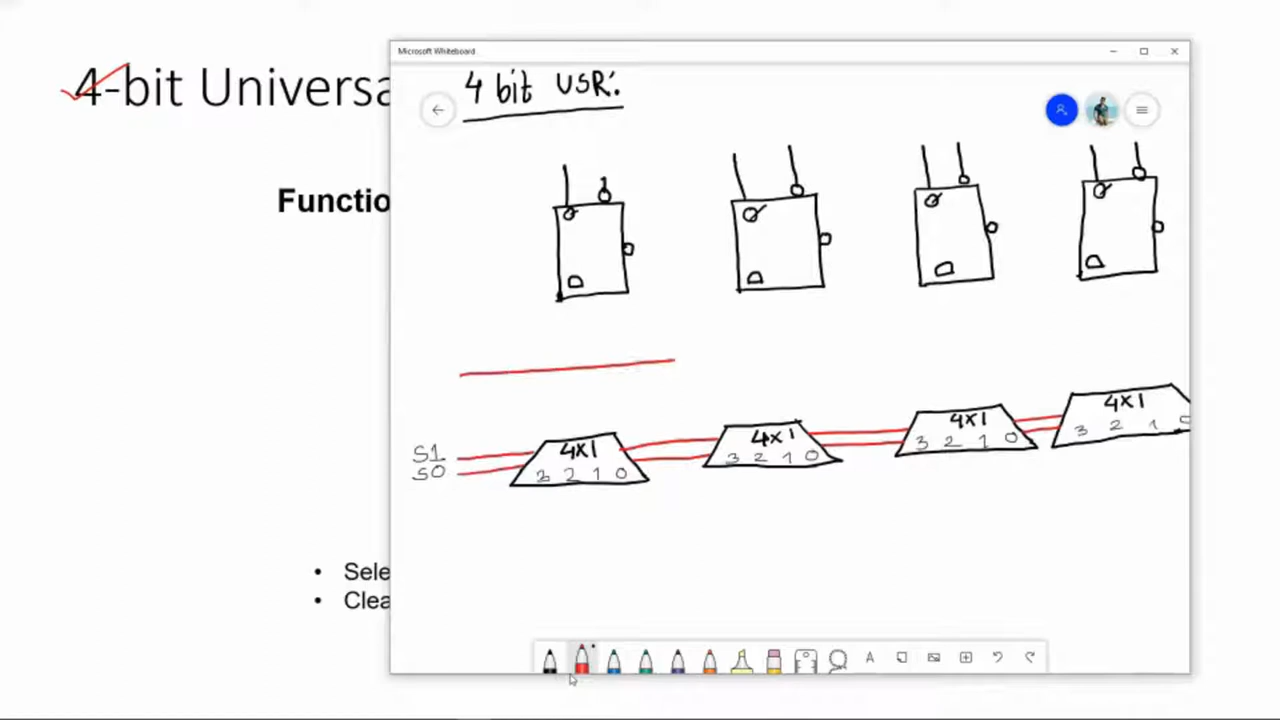 4-bit Universa
Microsoft Whiteboard
4 bit USR:
Functio
Q
Q
Q
Q
D
D
D
D
S1
S0
4x1
3 2 1 0
4x1
3 2 1 0
4x1
3 2 1 0
4x1
3 2 1 0
• Sele
• Clea
A